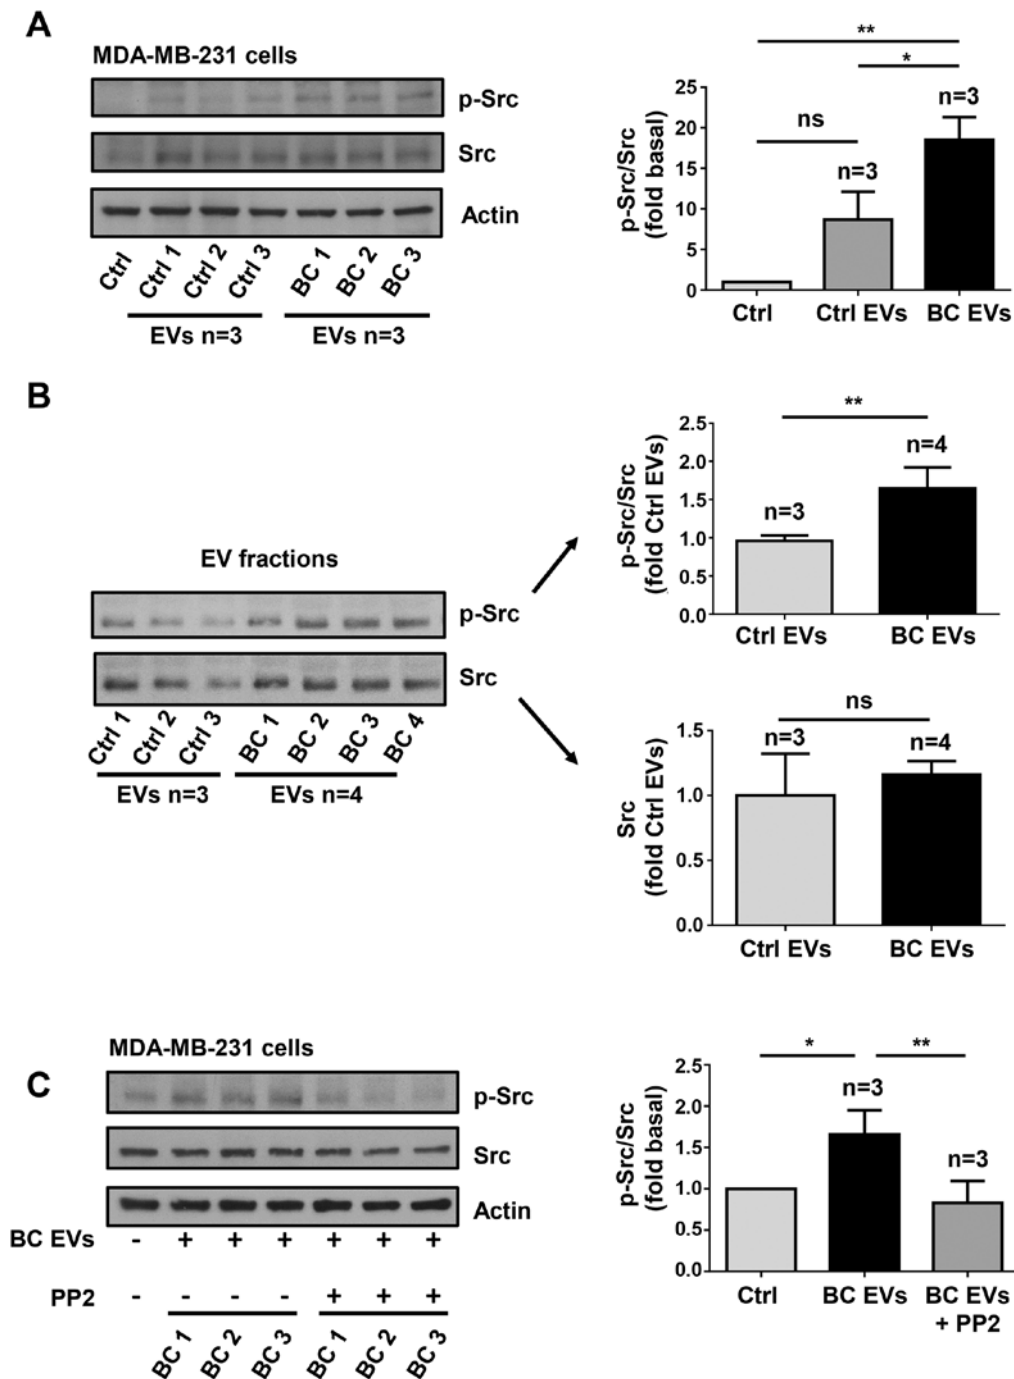 A
MDA-MB-231 cells
p-Src
Src
Actin
Ctrl Ctrl 1 Ctrl 2 Ctrl 3 BC 1 BC 2 BC 3
EVs n=3 EVs n=3
** 
*
ns
n=3
n=3
p-Src/Src
(fold basal)
25
20
15
10
5
0
Ctrl Ctrl EVs BC EVs
B
EV fractions
p-Src
Src
Ctrl 1 Ctrl 2 Ctrl 3 BC 1 BC 2 BC 3 BC 4
EVs n=3 EVs n=4
**
n=4
n=3
p-Src/Src
(fold Ctrl EVs)
2.5
2.0
1.5
1.0
0.5
0.0
Ctrl EVs BC EVs
ns
n=3 n=4
Src
(fold Ctrl EVs)
1.5
1.0
0.5
0.0
Ctrl EVs BC EVs
C
MDA-MB-231 cells
p-Src
Src
Actin
BC EVs - + + + + + +
PP2 - - - - + + +
BC 1 BC 2 BC 3 BC 1 BC 2 BC 3
* **
n=3
n=3
p-Src/Src
(fold basal)
2.5
2.0
1.5
1.0
0.5
0.0
Ctrl BC EVs BC EVs
+ PP2